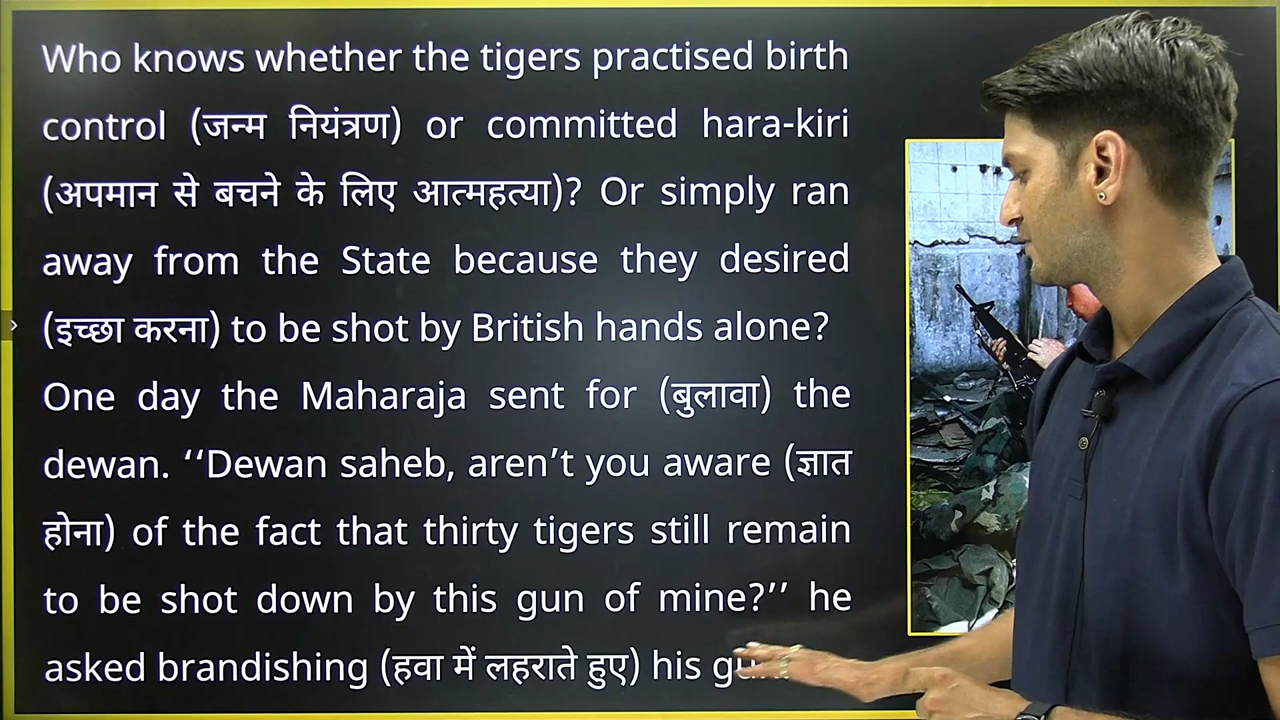 Who knows whether the tigers practised birth
control (जन्म नियंत्रण) or committed hara-kiri
(अपमान से बचने के लिए आत्महत्या)? Or simply ran
away from the State because they desired
(इच्छा करना) to be shot by British hands alone?
One day the Maharaja sent for (बुलावा) the
dewan. ‘‘Dewan saheb, aren’t you aware (ज्ञात
होना) of the fact that thirty tigers still remain
to be shot down by this gun of mine?’’ he
asked brandishing (हवा में लहराते हुए) his